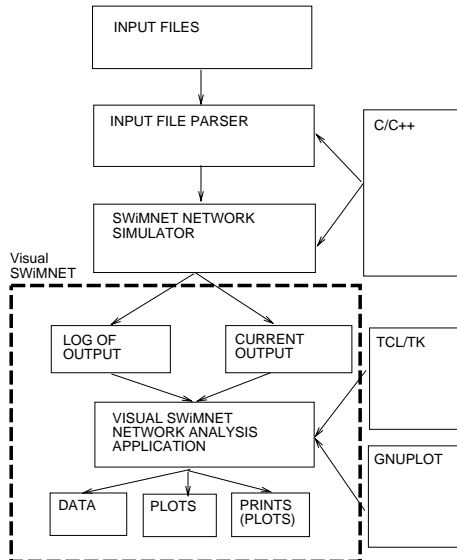 INPUT FILES
INPUT FILE PARSER
C/C++
SWiMNET NETWORK
SIMULATOR
Visual
SWiMNET
LOG OF
OUTPUT
CURRENT
OUTPUT
TCL/TK
VISUAL SWiMNET
NETWORK ANALYSIS
APPLICATION
GNUPLOT
DATA
PLOTS
PRINTS
(PLOTS)